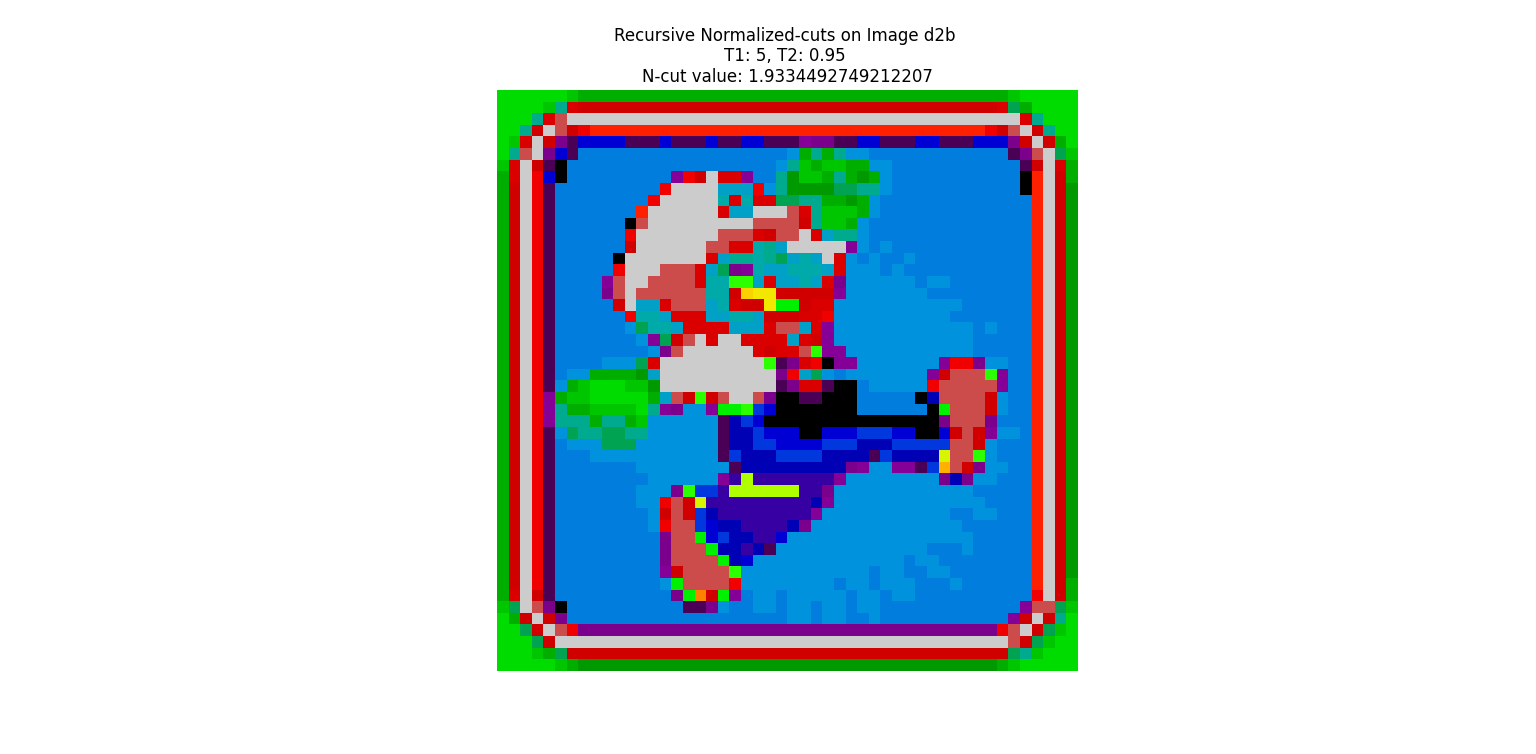 Recursive Normalized-cuts on Image d2b
T1: 5, T2: 0.95
N-cut value: 1.9334492749212207